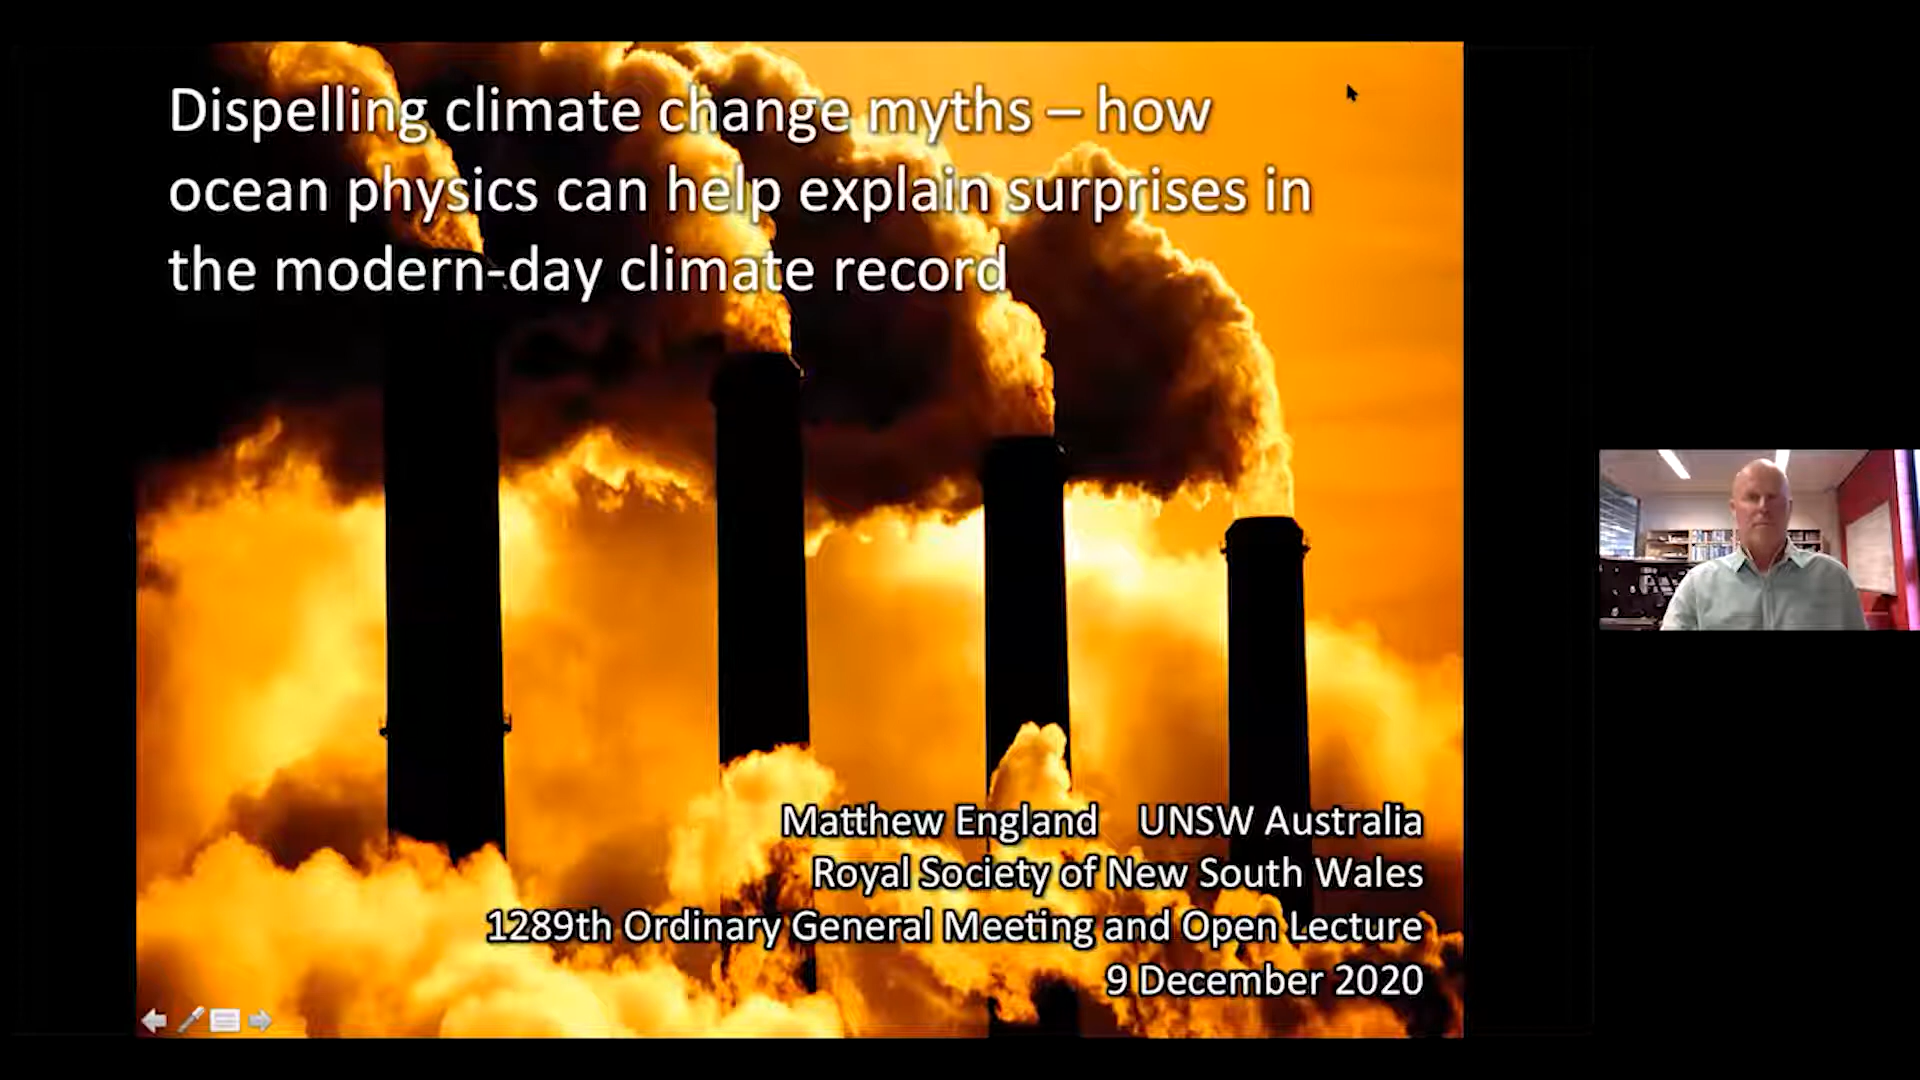 Dispelling climate change myths – how
ocean physics can help explain surprises in
the modern-day climate record
Matthew England UNSW Australia
Royal Society of New South Wales
1289th Ordinary General Meeting and Open Lecture
9 December 2020